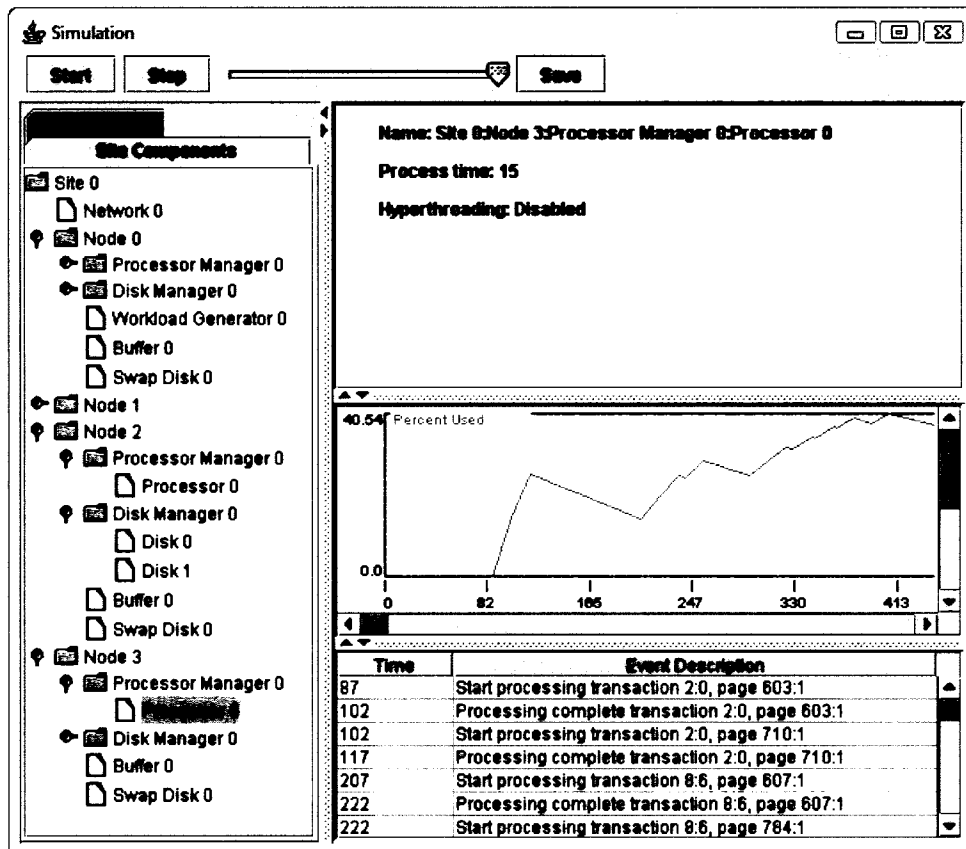 Simulation
Start Stop Save
Site Components
Site 0
Network 0
Node 0
Processor Manager 0
Disk Manager 0
Workload Generator 0
Buffer 0
Swap Disk 0
Node 1
Node 2
Processor Manager 0
Processor 0
Disk Manager 0
Disk 0
Disk 1
Buffer 0
Swap Disk 0
Node 3
Processor Manager 0
Disk Manager 0
Buffer 0
Swap Disk 0
Name: Site 0:Node 3:Processor Manager 0:Processor 0
Process time: 15
Hyperthreading: Disabled
40.54 Percent Used
0.0
0 82 165 247 330 413
Time Event Description
87 Start processing transaction 2:0, page 603:1
102 Processing complete transaction 2:0, page 603:1
102 Start processing transaction 2:0, page 710:1
117 Processing complete transaction 2:0, page 710:1
207 Start processing transaction 8:6, page 607:1
222 Processing complete transaction 8:6, page 607:1
222 Start processing transaction 8:6, page 784:1